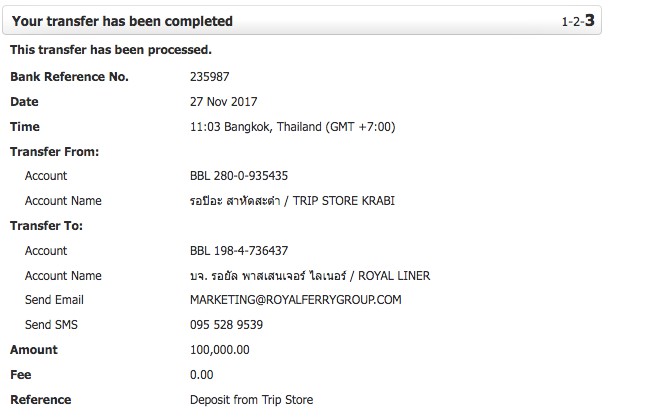 Your transfer has been completed 1-2-3
This transfer has been processed.
Bank Reference No. 235987
Date 27 Nov 2017
Time 11:03 Bangkok, Thailand (GMT +7:00)
Transfer From:
Account BBL 280-0-935435
Account Name รอปิอะ สาหัดสะดำ / TRIP STORE KRABI
Transfer To:
Account BBL 198-4-736437
Account Name บจ. รอยัล พาสเสนเจอร์ ไลเนอร์ / ROYAL LINER
Send Email MARKETING@ROYALFERRYGROUP.COM
Send SMS 095 528 9539
Amount 100,000.00
Fee 0.00
Reference Deposit from Trip Store